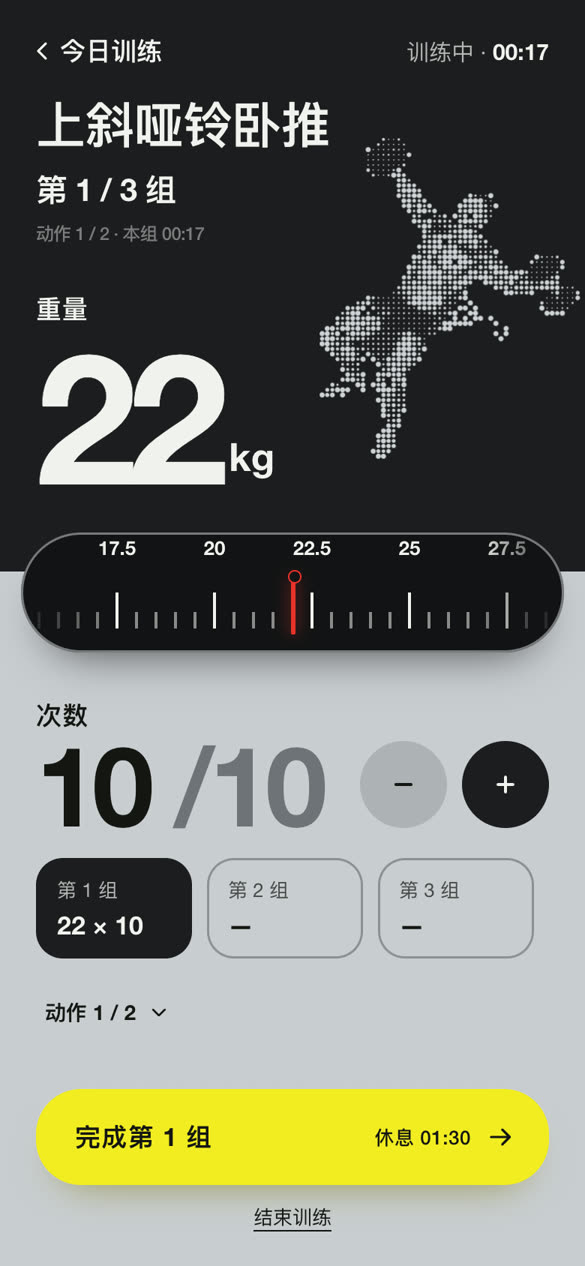 今日训练
训练中 · 00:17
上斜哑铃卧推
第 1 / 3 组
动作 1 / 2 · 本组 00:17
重量
22kg
17.5 20 22.5 25 27.5
次数
10 /10
− +
第 1 组 第 2 组 第 3 组
22 × 10 – –
动作 1 / 2
完成第 1 组 休息 01:30 →
结束训练